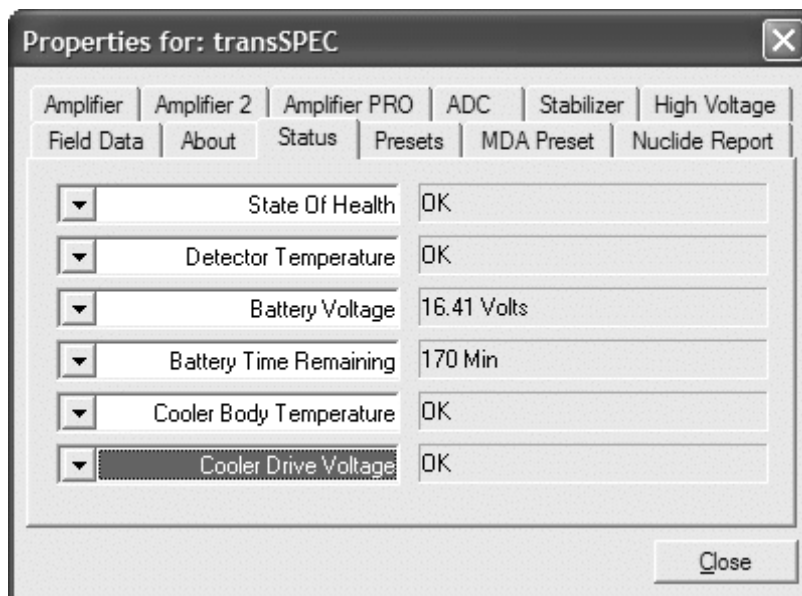 Properties for: transSPEC
Amplifier Amplifier 2 Amplifier PRO ADC Stabilizer High Voltage
Field Data About Status Presets MDA Preset Nuclide Report
State Of Health OK
Detector Temperature OK
Battery Voltage 16.41 Volts
Battery Time Remaining 170 Min
Cooler Body Temperature OK
Cooler Drive Voltage OK
Close